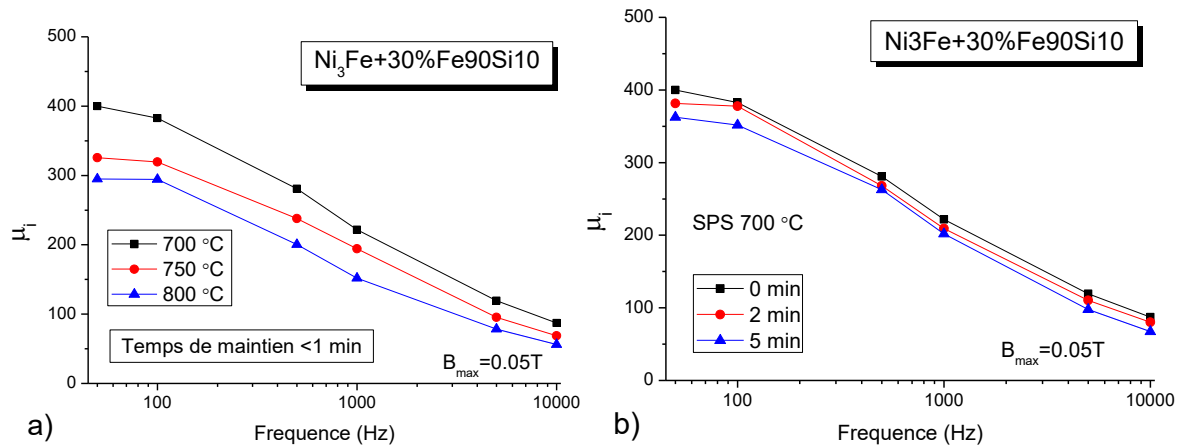 500
400
300
200
100
0
μi
Ni3Fe+30%Fe90Si10
700 °C
750 °C
800 °C
Temps de maintien <1 min
Bmax=0.05T
100
1000
10000
Frequence (Hz)
a)
500
400
300
200
100
0
μi
Ni3Fe+30%Fe90Si10
SPS 700 °C
0 min
2 min
5 min
Bmax=0.05T
100
1000
10000
Frequence (Hz)
b)